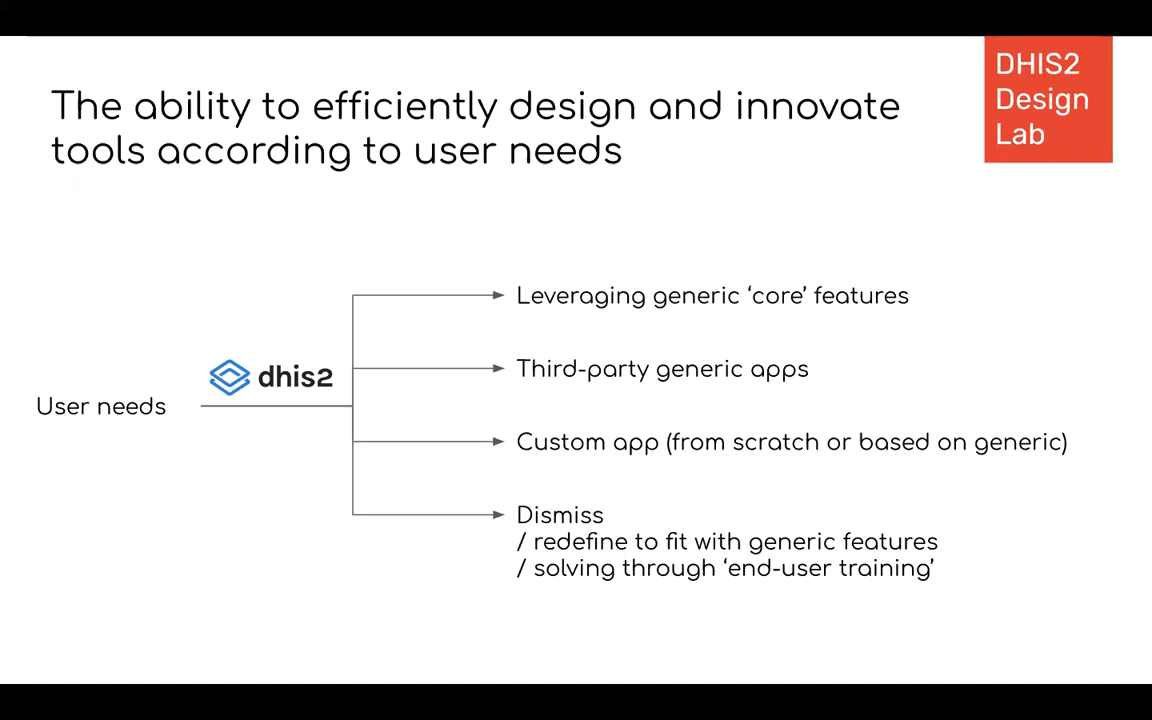 The ability to efficiently design and innovate
tools according to user needs
DHIS2
Design
Lab
User needs
dhis2
Leveraging generic ‘core’ features
Third-party generic apps
Custom app (from scratch or based on generic)
Dismiss
/ redefine to fit with generic features
/ solving through ‘end-user training’